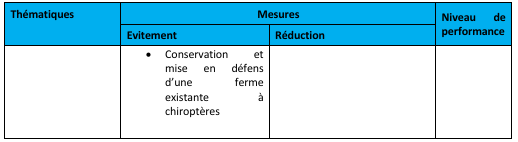 Thématiques
Mesures
Niveau de
performance
Evitement
Réduction
• Conservation et
mise en défens
d'une ferme
existante à
chiroptères